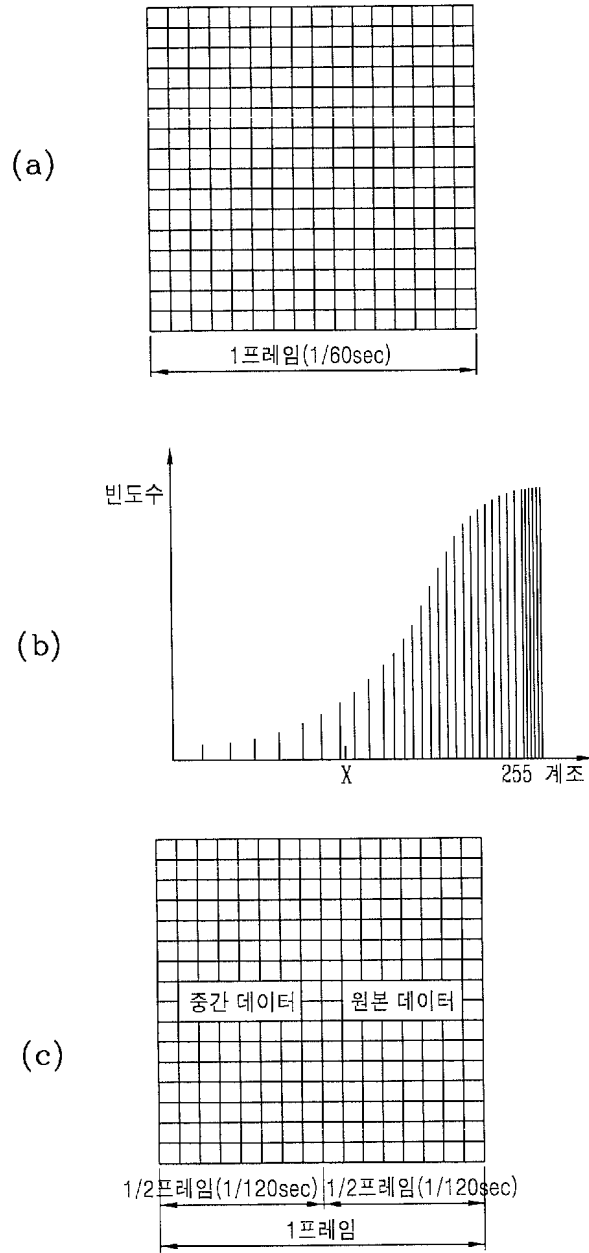 (a)
1프레임(1/60sec)
빈도수
(b)
X
255 계조
중간 데이터
원본 데이터
(c)
1/2프레임(1/120sec)
1/2프레임(1/120sec)
1프레임